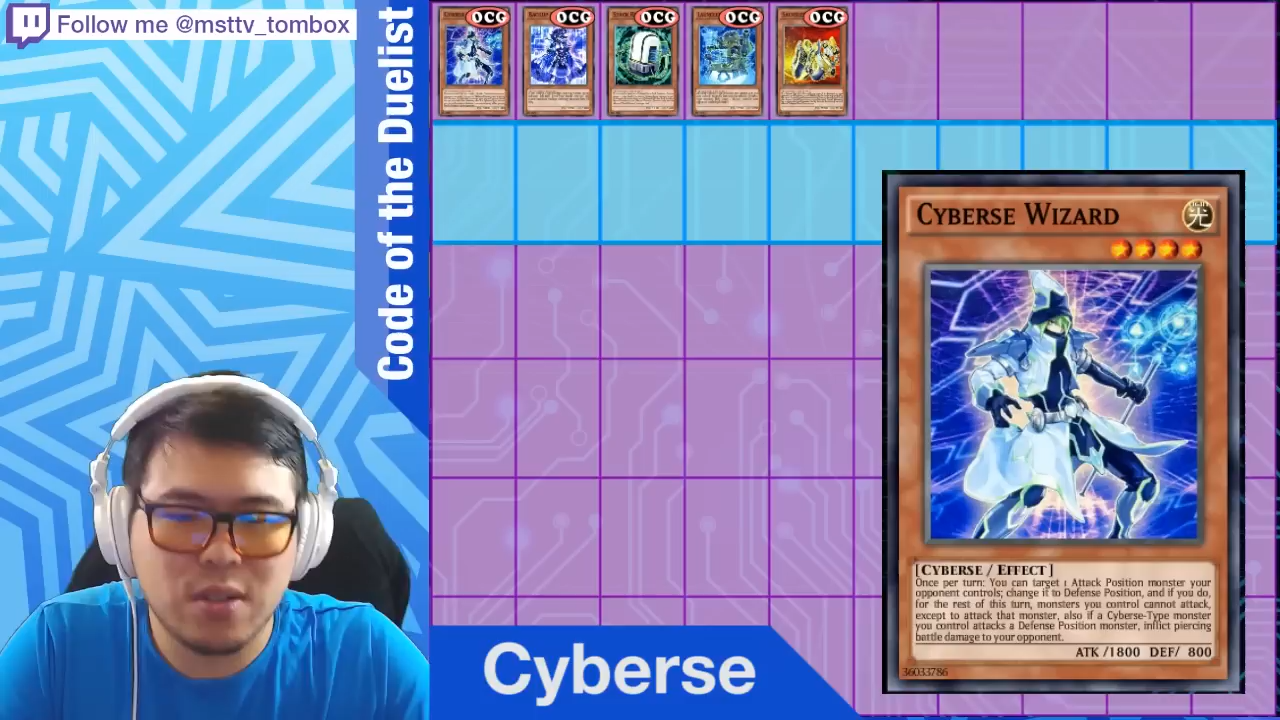 Follow me @msttv_tombox
Code of the Duelist
OCG
OCG
OCG
OCG
OCG
CYBERSE WIZARD
光
[CYBERSE / EFFECT]
Once per turn: You can target 1 Attack Position monster your
opponent controls; change it to Defense Position, and if you do,
for the rest of this turn, monsters you control cannot attack,
except to attack that monster, also if a Cyberse-Type monster
you control attacks a Defense Position monster, inflict piercing
battle damage to your opponent.
ATK/1800 DEF/ 800
36033786
Cyberse